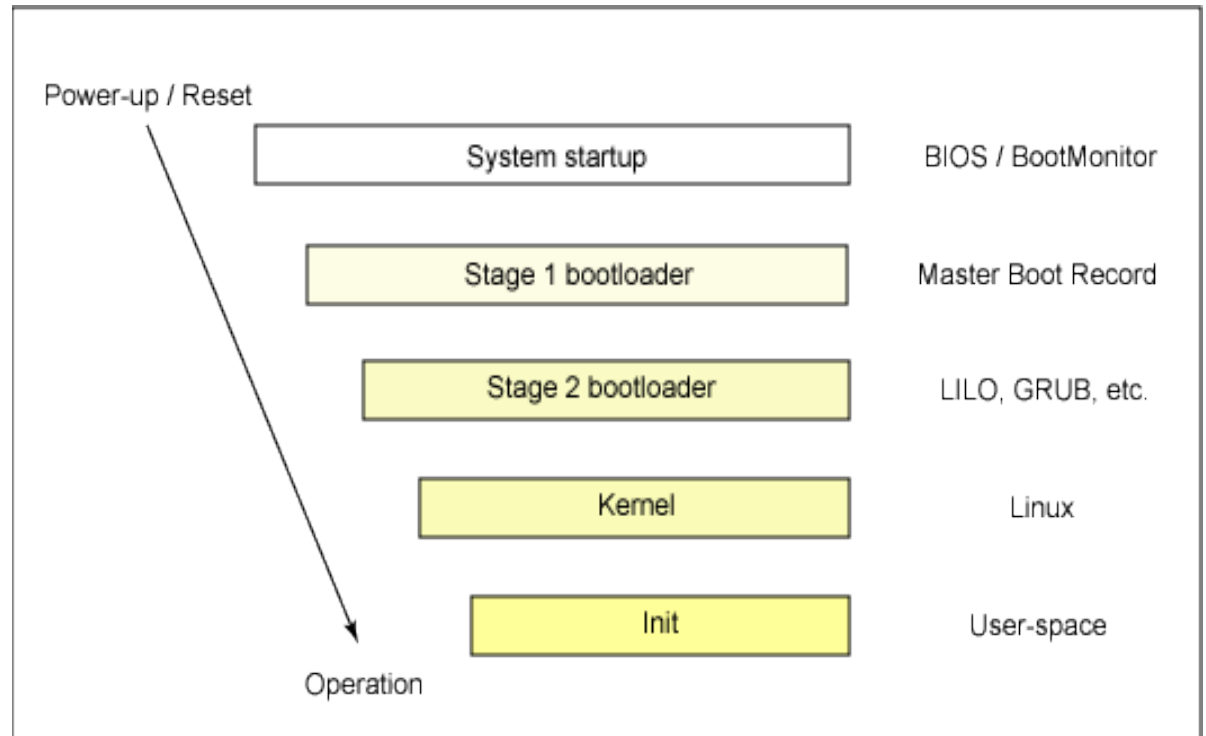 Power-up / Reset
System startup
BIOS / BootMonitor
Stage 1 bootloader
Master Boot Record
Stage 2 bootloader
LILO, GRUB, etc.
Kernel
Linux
Init
User-space
Operation